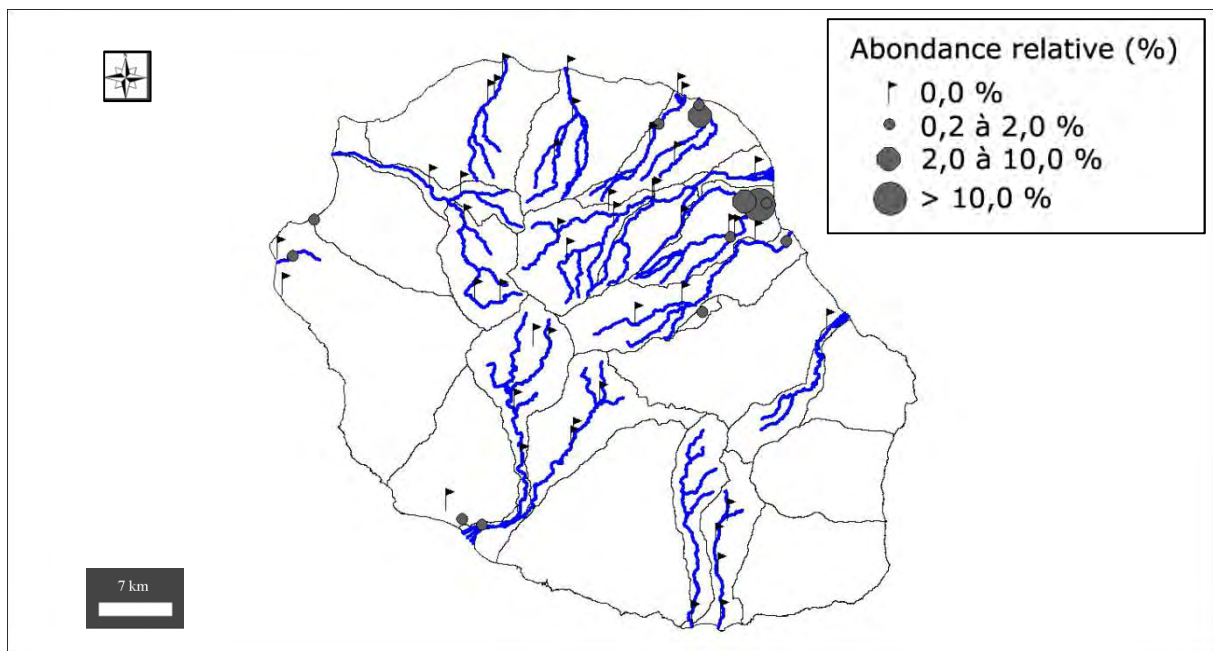 Abondance relative (%)
0,0 %
0,2 à 2,0 %
2,0 à 10,0 %
> 10,0 %
7 km